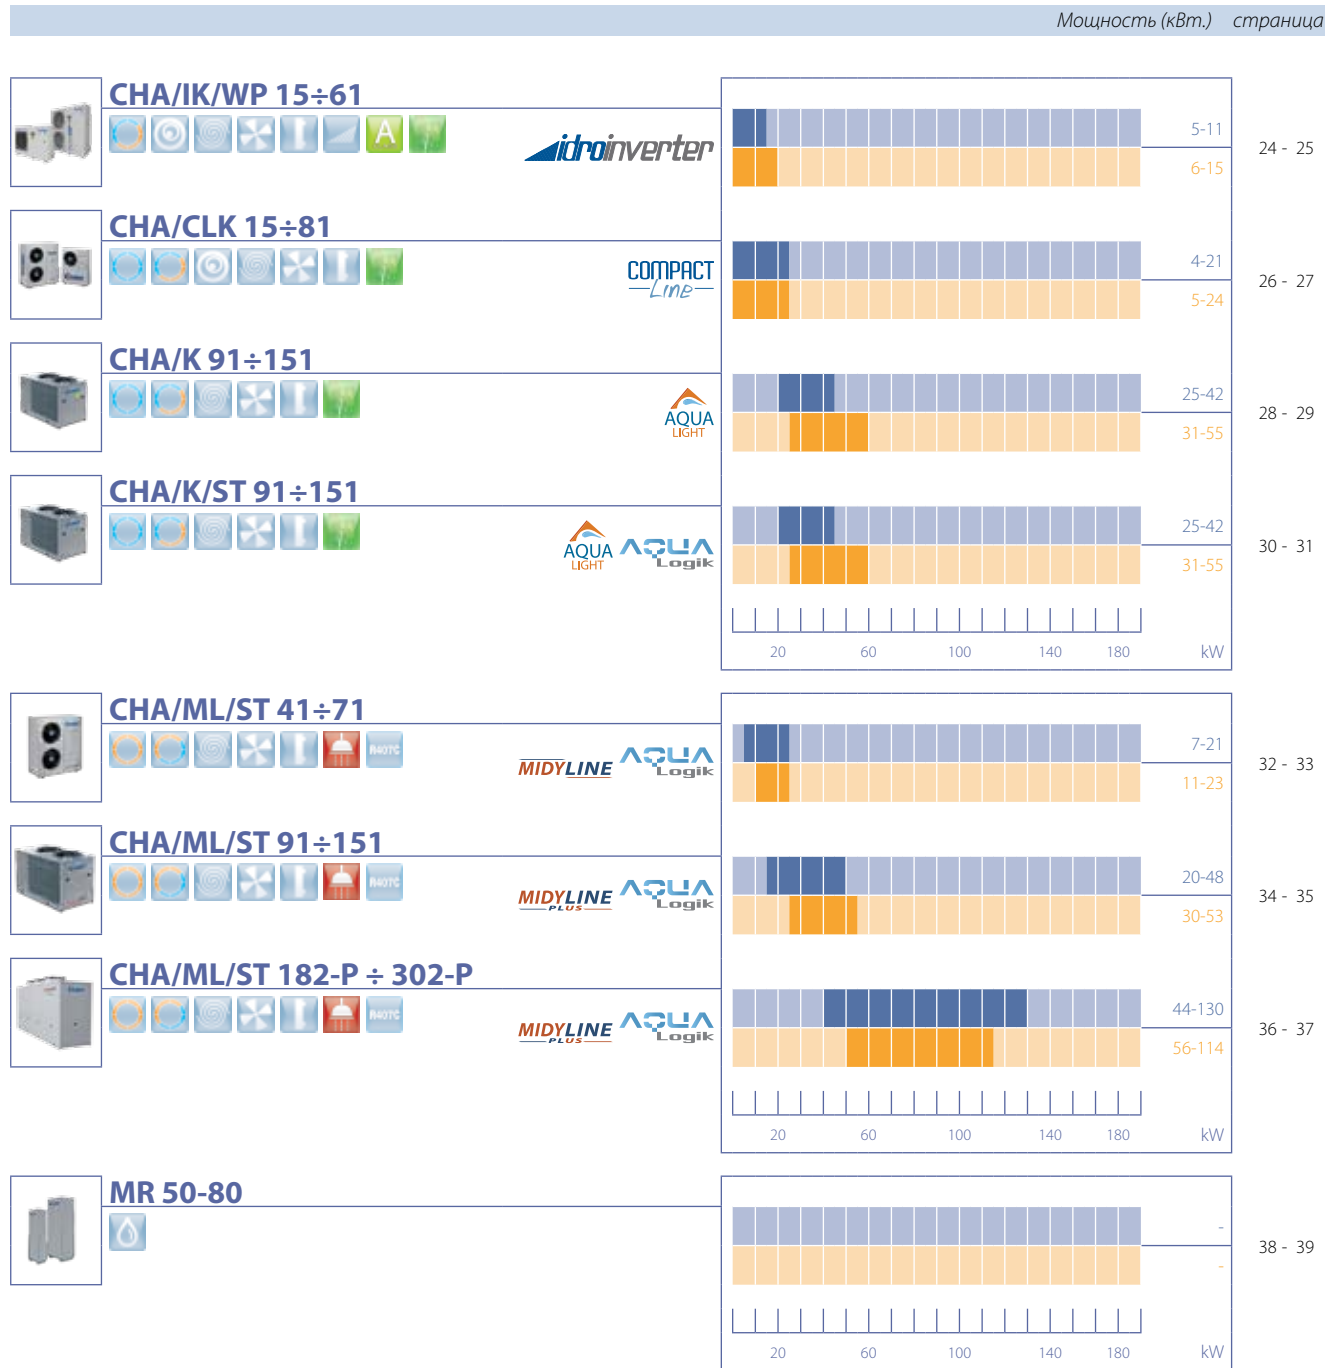 Мощность (кВт.) страница
CHA/IK/WP 15÷61
A
idroinverter
5-11
6-15
24 - 25
CHA/CLK 15÷81
COMPACT
Line
4-21
5-24
26 - 27
CHA/K 91÷151
AQUA
LIGHT
25-42
31-55
28 - 29
CHA/K/ST 91÷151
AQUA
LIGHT
AQUA
Logik
25-42
31-55
30 - 31
20 60 100 140 180 kW
CHA/ML/ST 41÷71
R407C
MIDYLINE
AQUA
Logik
7-21
11-23
32 - 33
CHA/ML/ST 91÷151
R407C
MIDYLINE
PLUS
AQUA
Logik
20-48
30-53
34 - 35
CHA/ML/ST 182-P ÷ 302-P
R407C
MIDYLINE
PLUS
AQUA
Logik
44-130
56-114
36 - 37
20 60 100 140 180 kW
MR 50-80
-
-
38 - 39
20 60 100 140 180 kW